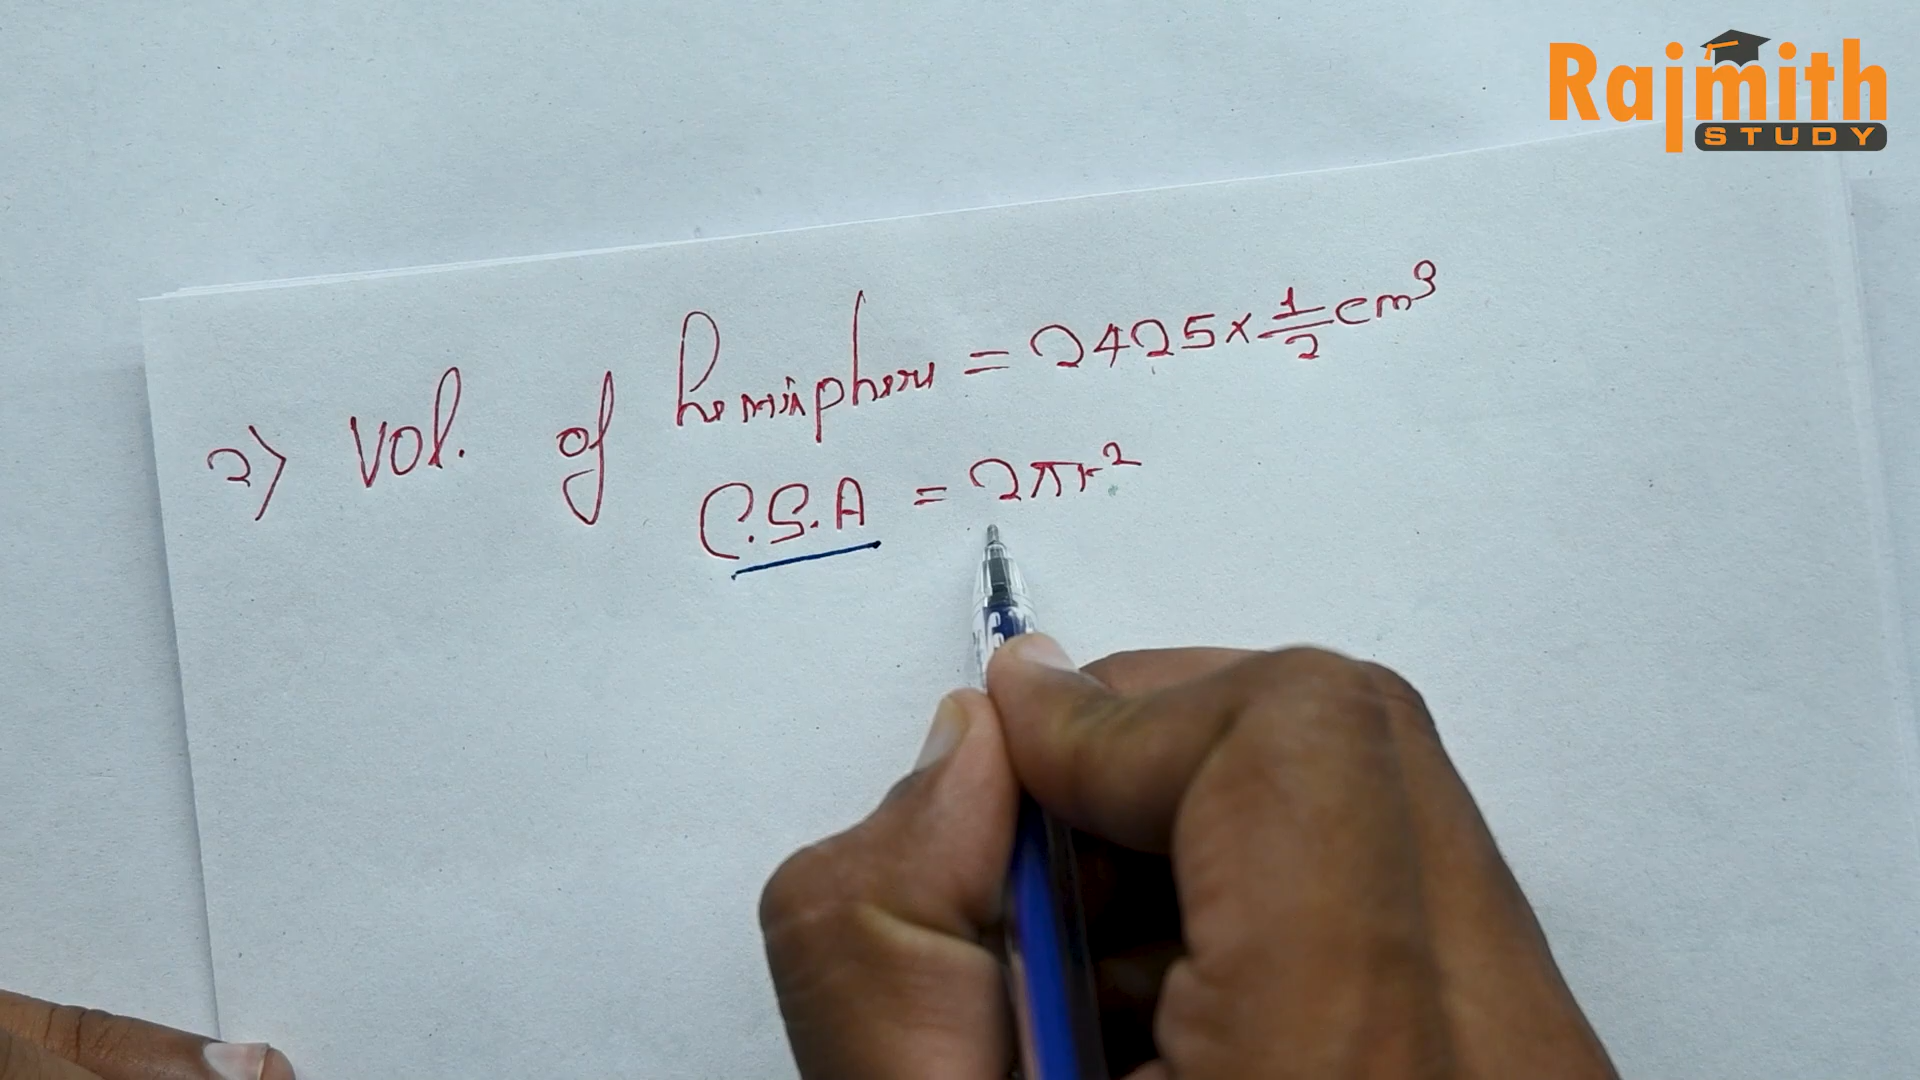 Rajmith
STUDY
2) Vol. of hemisphere = 2425 x 1/2 cm³
C.S.A = 2πr²